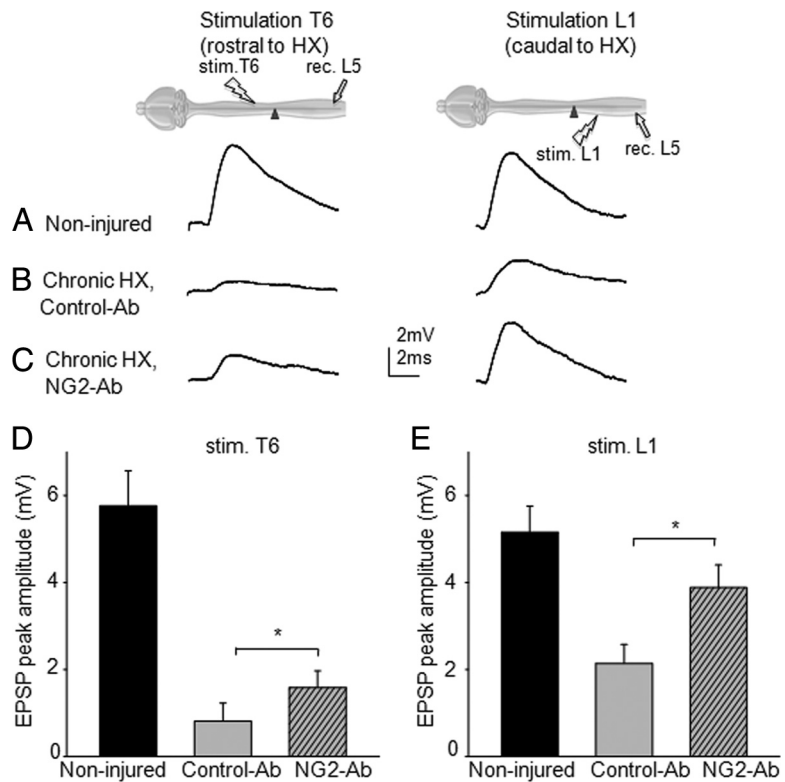 Stimulation T6
(rostral to HX)
stim.T6
rec. L5
Stimulation L1
(caudal to HX)
stim. L1
rec. L5
A Non-injured
B Chronic HX,
Control-Ab
C Chronic HX,
NG2-Ab
2mV
2ms
D
stim. T6
EPSP peak amplitude (mV)
6
4
2
0
*
Non-injured Control-Ab NG2-Ab
E
stim. L1
EPSP peak amplitude (mV)
6
4
2
0
*
Non-injured Control-Ab NG2-Ab